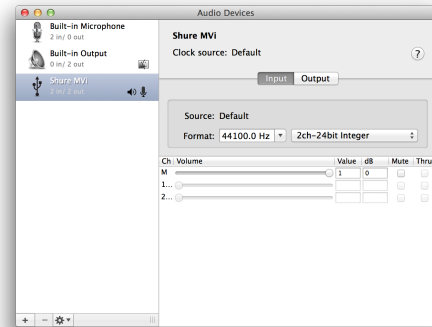 Audio Devices
Built-in Microphone
2 in/ 0 out
Built-in Output
0 in/ 2 out
Shure MVi
2 in/ 2 out
Shure MVi
Clock source: Default
?
Input
Output
Source: Default
Format: 44100.0 Hz 2ch-24bit Integer
Ch Volume Value dB Mute Thru
M 1 0
1...
2...